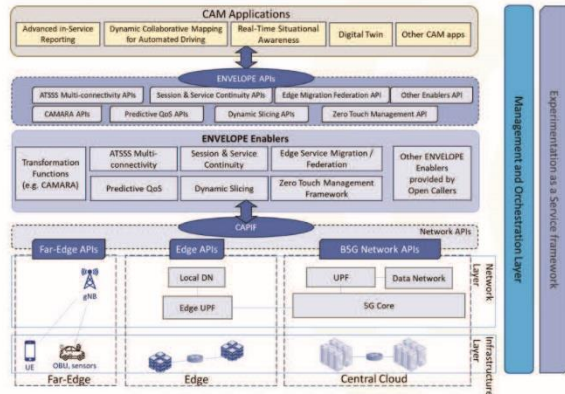 CAM Applications
Advanced in-Service
Reporting
Dynamic Collaborative Mapping
for Automated Driving
Real-Time Situational
Awareness
Digital Twin
Other CAM apps
ENVELOPE APIs
ATSSS Multi-connectivity APIs
Session & Service Continuity APIs
Edge Migration Federation API
Other Enablers API
CAMARA APIs
Predictive QoS APIs
Dynamic Slicing APIs
Zero Touch Management API
ENVELOPE Enablers
Transformation
Functions
(e.g. CAMARA)
ATSSS Multi-
connectivity
Session & Service
Continuity
Edge Service Migration /
Federation
Predictive QoS
Dynamic Slicing
Zero Touch Management
Framework
Other ENVELOPE
Enablers
provided by
Open Callers
CAPIF
Network APIs
Far-Edge APIs
Edge APIs
B5G Network APIs
gNB
Local DN
Edge UPF
UPF
Data Network
5G Core
Network
Layer
UE
OBU, sensors
Infrastructure
Layer
Far-Edge
Edge
Central Cloud
Management and Orchestration Layer
Experimentation as a Service framework